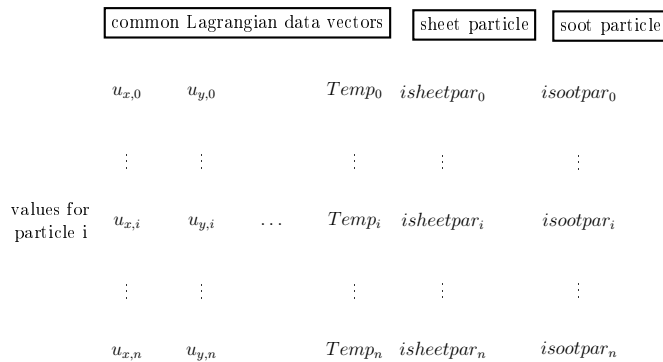 common Lagrangian data vectors sheet particle soot particle
u_{x,0} u_{y,0} Temp_0 isheetpar_0 isootpar_0
⋮ ⋮ ⋮ ⋮ ⋮
values for
particle i
u_{x,i} u_{y,i} ... Temp_i isheetpar_i isootpar_i
⋮ ⋮ ⋮ ⋮ ⋮
u_{x,n} u_{y,n} Temp_n isheetpar_n isootpar_n